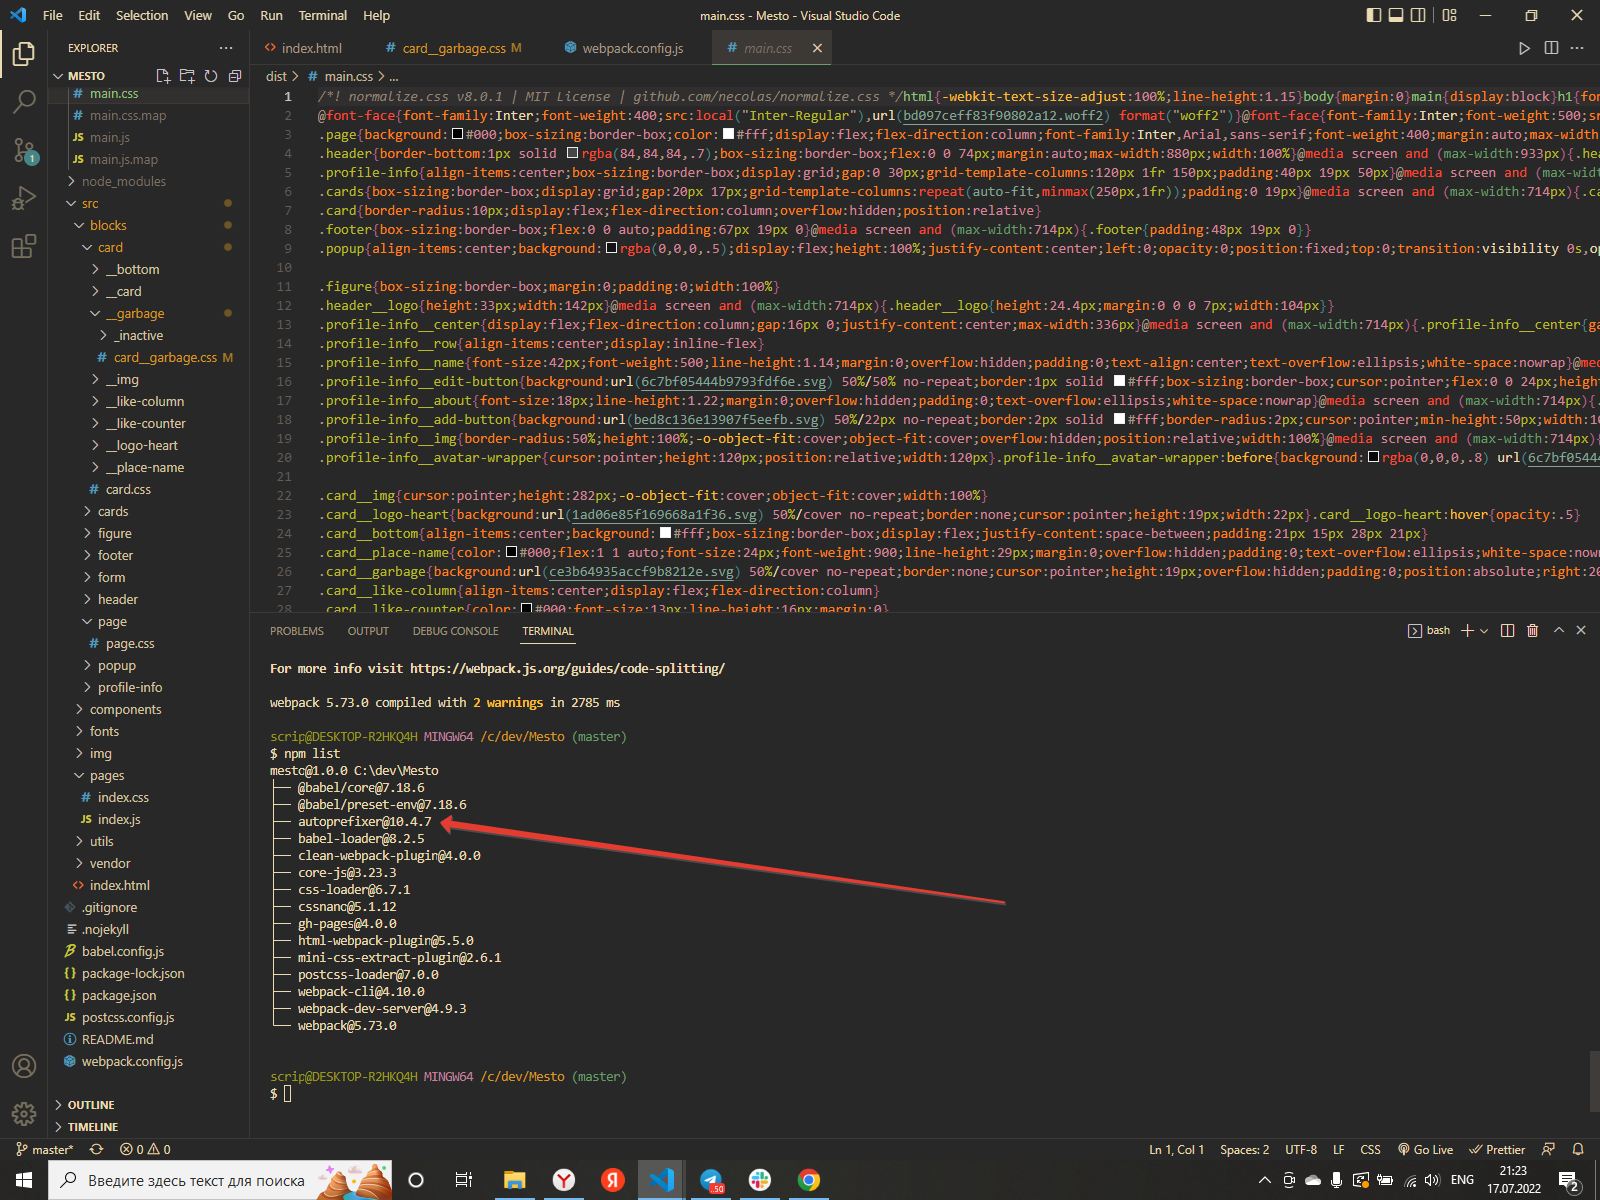 File Edit Selection View Go Run Terminal Help
main.css - Mesto - Visual Studio Code
EXPLORER
MESTO
# main.css
# main.css.map
JS main.js
JS main.js.map
node_modules
src
blocks
card
__bottom
__card
__garbage
_inactive
# card__garbage.css M
__img
__like-column
__like-counter
__logo-heart
__place-name
# card.css
cards
figure
footer
form
header
page
# page.css
popup
profile-info
components
fonts
img
pages
# index.css
JS index.js
utils
vendor
<> index.html
.gitignore
.nojekyll
babel.config.js
{} package-lock.json
{} package.json
JS postcss.config.js
README.md
webpack.config.js
OUTLINE
TIMELINE
<> index.html
# card__garbage.css M
webpack.config.js
# main.css
dist > # main.css > ...
1 /*! normalize.css v8.0.1 | MIT License | github.com/necolas/normalize.css */html{-webkit-text-size-adjust:100%;line-height:1.15}body{margin:0}main{display:block}h1{fon
2 @font-face{font-family:Inter;font-weight:400;src:local("Inter-Regular"),url(bd097ceff83f90802a12.woff2) format("woff2")}@font-face{font-family:Inter;font-weight:500;sr
3 .page{background:#000;box-sizing:border-box;color:#fff;display:flex;flex-direction:column;font-family:Inter,Arial,sans-serif;font-weight:400;margin:auto;max-width
4 .header{border-bottom:1px solid rgba(84,84,84,.7);box-sizing:border-box;flex:0 0 74px;margin:auto;max-width:880px;width:100%}@media screen and (max-width:933px){.hea
5 .profile-info{align-items:center;box-sizing:border-box;display:grid;gap:0 30px;grid-template-columns:120px 1fr 150px;padding:40px 19px 50px}@media screen and (max-wid
6 .cards{box-sizing:border-box;display:grid;gap:20px 17px;grid-template-columns:repeat(auto-fit,minmax(250px,1fr));padding:0 19px}@media screen and (max-width:714px){.ca
7 .card{border-radius:10px;display:flex;flex-direction:column;overflow:hidden;position:relative}
8 .footer{box-sizing:border-box;flex:0 0 auto;padding:67px 19px 0}@media screen and (max-width:714px){.footer{padding:48px 19px 0}}
9 .popup{align-items:center;background:rgba(0,0,0,.5);display:flex;height:100%;justify-content:center;left:0;opacity:0;position:fixed;top:0;transition:visibility 0s,op
10
11 .figure{box-sizing:border-box;margin:0;padding:0;width:100%}
12 .header__logo{height:33px;width:142px}@media screen and (max-width:714px){.header__logo{height:24.4px;margin:0 0 0 7px;width:104px}}
13 .profile-info__center{display:flex;flex-direction:column;gap:16px 0;justify-content:center;max-width:336px}@media screen and (max-width:714px){.profile-info__center{ga
14 .profile-info__row{align-items:center;display:inline-flex}
15 .profile-info__name{font-size:42px;font-weight:500;line-height:1.14;margin:0;overflow:hidden;padding:0;text-align:center;text-overflow:ellipsis;white-space:nowrap}@med
16 .profile-info__edit-button{background:url(6c7bf05444b9793fdf6e.svg) 50%/50% no-repeat;border:1px solid #fff;box-sizing:border-box;cursor:pointer;flex:0 0 24px;height
17 .profile-info__about{font-size:18px;line-height:1.22;margin:0;overflow:hidden;padding:0;text-overflow:ellipsis;white-space:nowrap}@media screen and (max-width:714px){.
18 .profile-info__add-button{background:url(bed8c136e13907f5eefb.svg) 50%/22px no-repeat;border:2px solid #fff;border-radius:2px;cursor:pointer;min-height:50px;width:10
19 .profile-info__img{border-radius:50%;height:100%;-o-object-fit:cover;object-fit:cover;overflow:hidden;position:relative;width:100%}@media screen and (max-width:714px){
20 .profile-info__avatar-wrapper{cursor:pointer;height:120px;position:relative;width:120px}.profile-info__avatar-wrapper:before{background:rgba(0,0,0,.8) url(6c7bf05444
21
22 .card__img{cursor:pointer;height:282px;-o-object-fit:cover;object-fit:cover;width:100%}
23 .card__logo-heart{background:url(1ad06e85f169668a1f36.svg) 50%/cover no-repeat;border:none;cursor:pointer;height:19px;width:22px}.card__logo-heart:hover{opacity:.5}
24 .card__bottom{align-items:center;background:#fff;box-sizing:border-box;display:flex;justify-content:space-between;padding:21px 15px 28px 21px}
25 .card__place-name{color:#000;flex:1 1 auto;font-size:24px;font-weight:900;line-height:29px;margin:0;overflow:hidden;padding:0;text-overflow:ellipsis;white-space:now
26 .card__garbage{background:url(ce3b64935accf9b8212e.svg) 50%/cover no-repeat;border:none;cursor:pointer;height:19px;overflow:hidden;padding:0;position:absolute;right:20
27 .card__like-column{align-items:center;display:flex;flex-direction:column}
28 .card__like-counter{color:#000;font-size:13px;line-height:16px;margin:0}
PROBLEMS OUTPUT DEBUG CONSOLE TERMINAL
bash
For more info visit https://webpack.js.org/guides/code-splitting/
webpack 5.73.0 compiled with 2 warnings in 2785 ms
scrip@DESKTOP-R2HKQ4H MINGW64 /c/dev/Mesto (master)
$ npm list
mesto@1.0.0 C:\dev\Mesto
├── @babel/core@7.18.6
├── @babel/preset-env@7.18.6
├── autoprefixer@10.4.7
├── babel-loader@8.2.5
├── clean-webpack-plugin@4.0.0
├── core-js@3.23.3
├── css-loader@6.7.1
├── cssnano@5.1.12
├── gh-pages@4.0.0
├── html-webpack-plugin@5.5.0
├── mini-css-extract-plugin@2.6.1
├── postcss-loader@7.0.0
├── webpack-cli@4.10.0
├── webpack-dev-server@4.9.3
└── webpack@5.73.0
scrip@DESKTOP-R2HKQ4H MINGW64 /c/dev/Mesto (master)
$
master* 0 0
Ln 1, Col 1 Spaces: 2 UTF-8 LF CSS Go Live Prettier
Введите здесь текст для поиска
50
ENG
21:23
17.07.2022
2